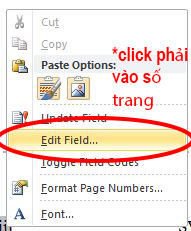 Cut
Copy
Paste Options:
A
*click phải
vào số
trang
Update Field
Edit Field...
Toggle Field Codes
Format Page Numbers...
Font...